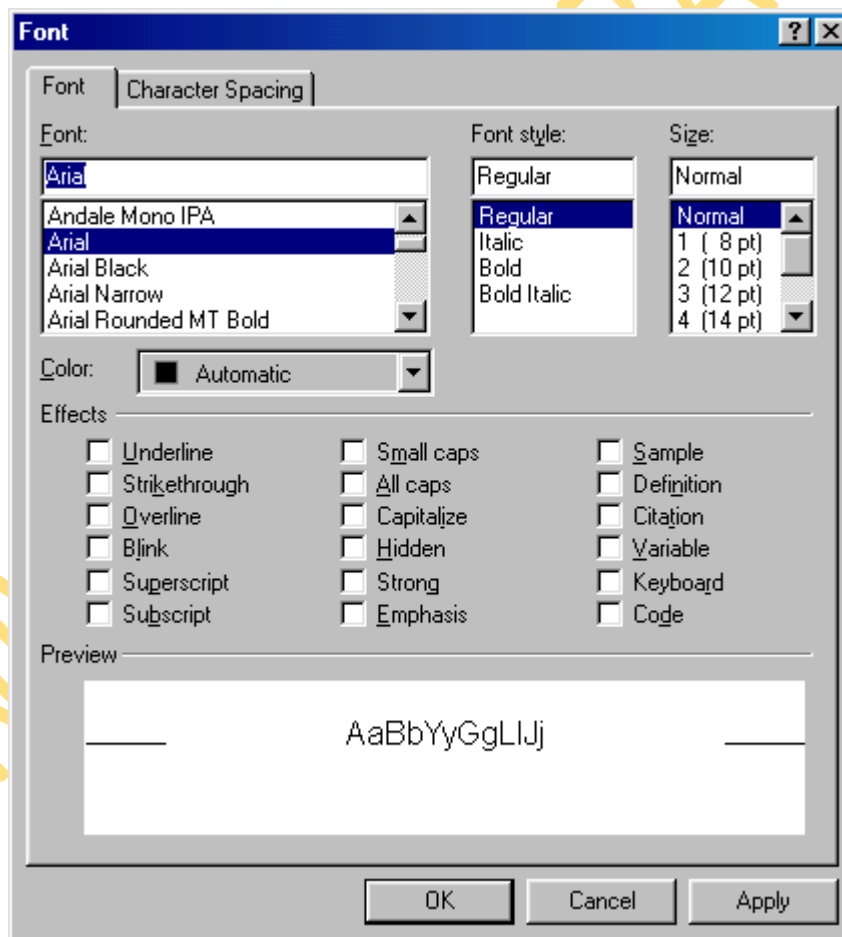 Font
Font Character Spacing
Font: Font style: Size:
Arial Regular Normal
Andale Mono IPA Regular Normal
Arial Italic 1 ( 8 pt)
Arial Black Bold 2 (10 pt)
Arial Narrow Bold Italic 3 (12 pt)
Arial Rounded MT Bold 4 (14 pt)
Color: Automatic
Effects
Underline Small caps Sample
Strikethrough All caps Definition
Overline Capitalize Citation
Blink Hidden Variable
Superscript Strong Keyboard
Subscript Emphasis Code
Preview
AaBbYyGgLlJj
OK Cancel Apply